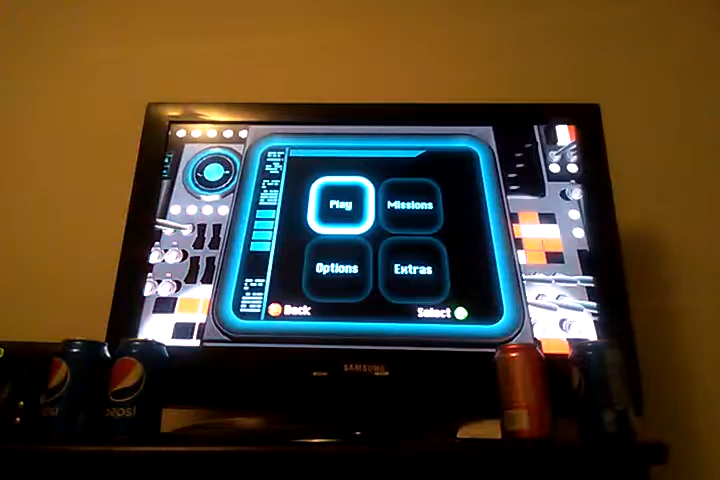 Play
Missions
Options
Extras
Back
Select
SAMSUNG
pepsi